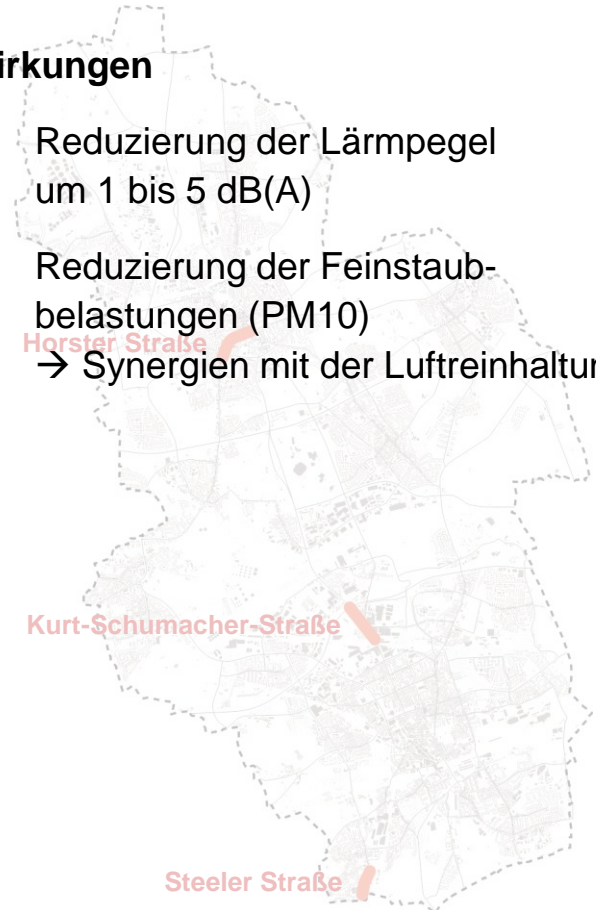 irkungen
Reduzierung der Lärmpegel
um 1 bis 5 dB(A)
Reduzierung der Feinstaub-
belastungen (PM10)
Horster Straße
→ Synergien mit der Luftreinhaltun
Kurt-Schumacher-Straße
Steeler Straße